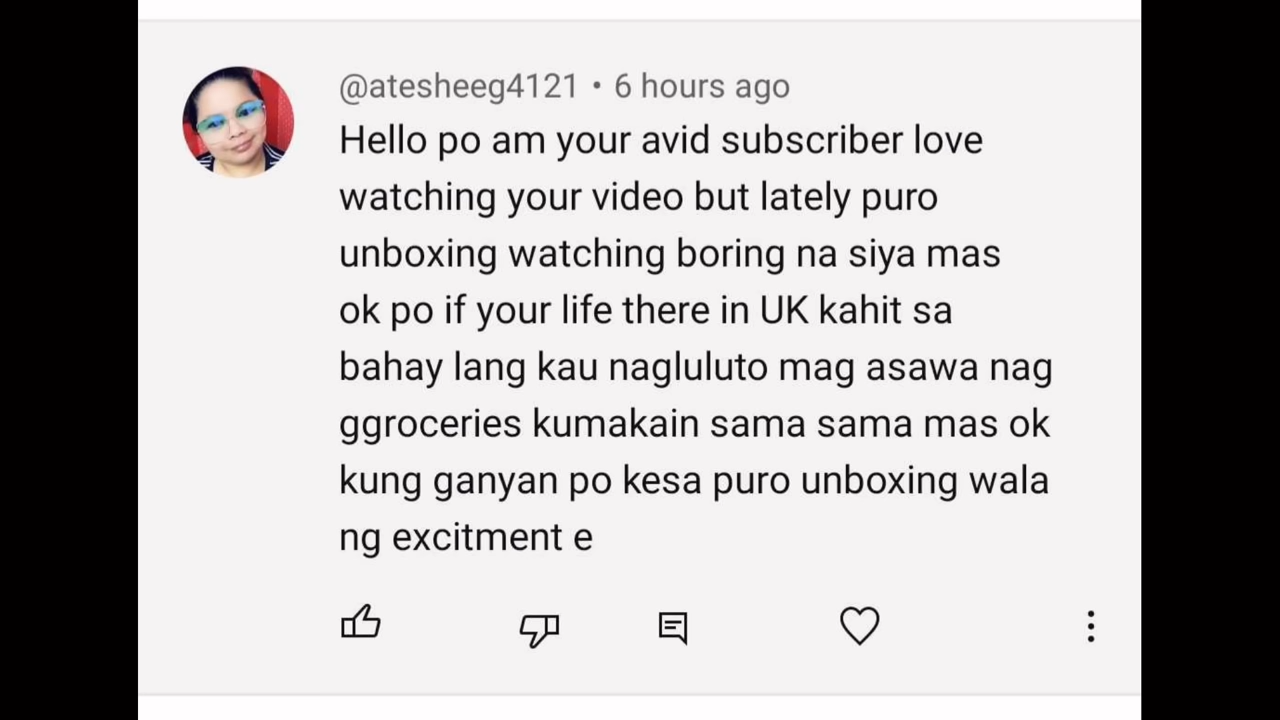 @atesheeg4121 • 6 hours ago
Hello po am your avid subscriber love
watching your video but lately puro
unboxing watching boring na siya mas
ok po if your life there in UK kahit sa
bahay lang kau nagluluto mag asawa nag
ggroceries kumakain sama sama mas ok
kung ganyan po kesa puro unboxing wala
ng excitment e